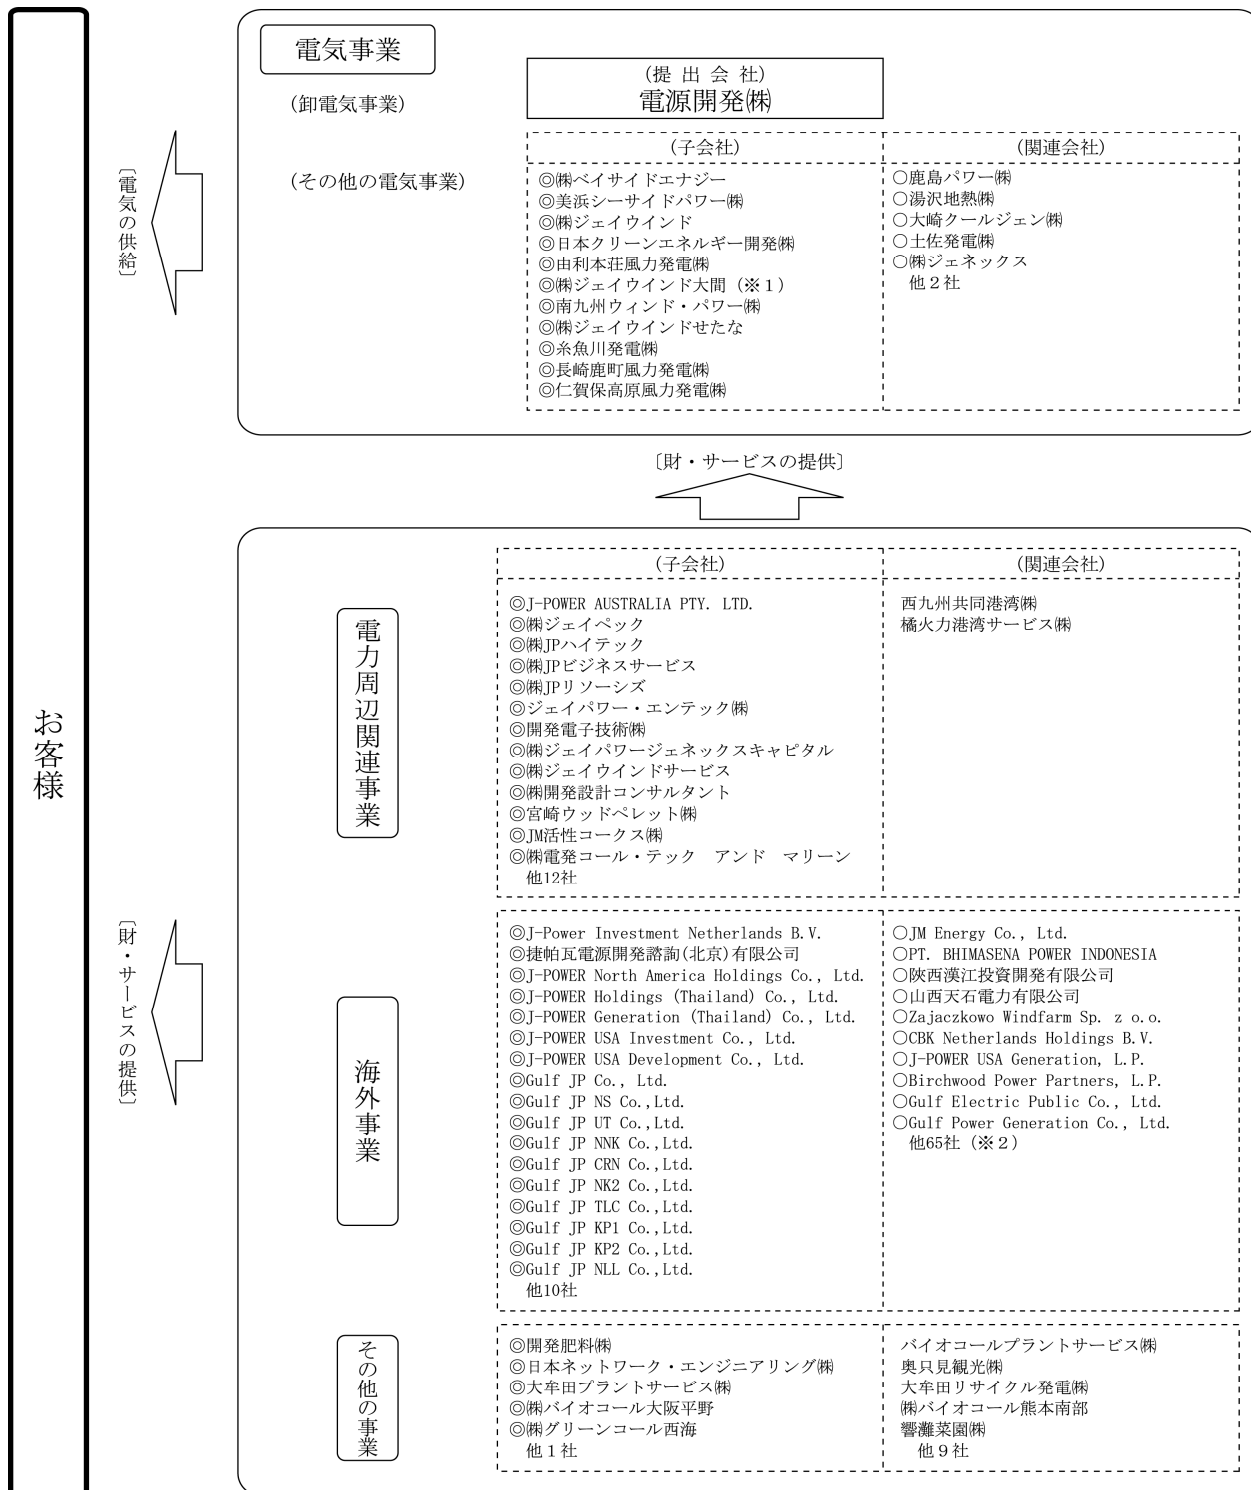 お客様
〔電気の供給〕
電気事業
(提 出 会 社)
電源開発㈱
(卸電気事業)
(その他の電気事業)
(子会社)
◎㈱ベイサイドエナジー
◎美浜シーサイドパワー㈱
◎㈱ジェイウインド
◎日本クリーンエネルギー開発㈱
◎由利本荘風力発電㈱
◎㈱ジェイウインド大間（※１）
◎南九州ウィンド・パワー㈱
◎㈱ジェイウインドせたな
◎糸魚川発電㈱
◎長崎鹿町風力発電㈱
◎仁賀保高原風力発電㈱
(関連会社)
○鹿島パワー㈱
○湯沢地熱㈱
○大崎クールジェン㈱
○土佐発電㈱
○㈱ジェネックス
他２社
〔財・サービスの提供〕
〔財・サービスの提供〕
電力周辺関連事業
(子会社)
◎J-POWER AUSTRALIA PTY. LTD.
◎㈱ジェイペック
◎㈱JPハイテック
◎㈱JPビジネスサービス
◎㈱JPリソーシズ
◎ジェイパワー・エンテック㈱
◎開発電子技術㈱
◎㈱ジェイパワージェネックスキャピタル
◎㈱ジェイウインドサービス
◎㈱開発設計コンサルタント
◎宮崎ウッドペレット㈱
◎JM活性コークス㈱
◎㈱電発コール・テック　アンド　マリーン
他12社
(関連会社)
西九州共同港湾㈱
橘火力港湾サービス㈱
海外事業
◎J-Power Investment Netherlands B.V.
◎捷帕瓦電源開発諮詢(北京)有限公司
◎J-POWER North America Holdings Co., Ltd.
◎J-POWER Holdings (Thailand) Co., Ltd.
◎J-POWER Generation (Thailand) Co., Ltd.
◎J-POWER USA Investment Co., Ltd.
◎J-POWER USA Development Co., Ltd.
◎Gulf JP Co., Ltd.
◎Gulf JP NS Co.,Ltd.
◎Gulf JP UT Co.,Ltd.
◎Gulf JP NNK Co.,Ltd.
◎Gulf JP CRN Co.,Ltd.
◎Gulf JP NK2 Co.,Ltd.
◎Gulf JP TLC Co.,Ltd.
◎Gulf JP KP1 Co.,Ltd.
◎Gulf JP KP2 Co.,Ltd.
◎Gulf JP NLL Co.,Ltd.
他10社
○JM Energy Co., Ltd.
○PT. BHIMASENA POWER INDONESIA
○陝西漢江投資開発有限公司
○山西天石電力有限公司
○Zajaczkowo Windfarm Sp. z o.o.
○CBK Netherlands Holdings B.V.
○J-POWER USA Generation, L.P.
○Birchwood Power Partners, L.P.
○Gulf Electric Public Co., Ltd.
○Gulf Power Generation Co., Ltd.
他65社（※２）
その他の事業
◎開発肥料㈱
◎日本ネットワーク・エンジニアリング㈱
◎大牟田プラントサービス㈱
◎㈱バイオコール大阪平野
◎㈱グリーンコール西海
他１社
バイオコールプラントサービス㈱
奥只見観光㈱
大牟田リサイクル発電㈱
㈱バイオコール熊本南部
響灘菜園㈱
他９社